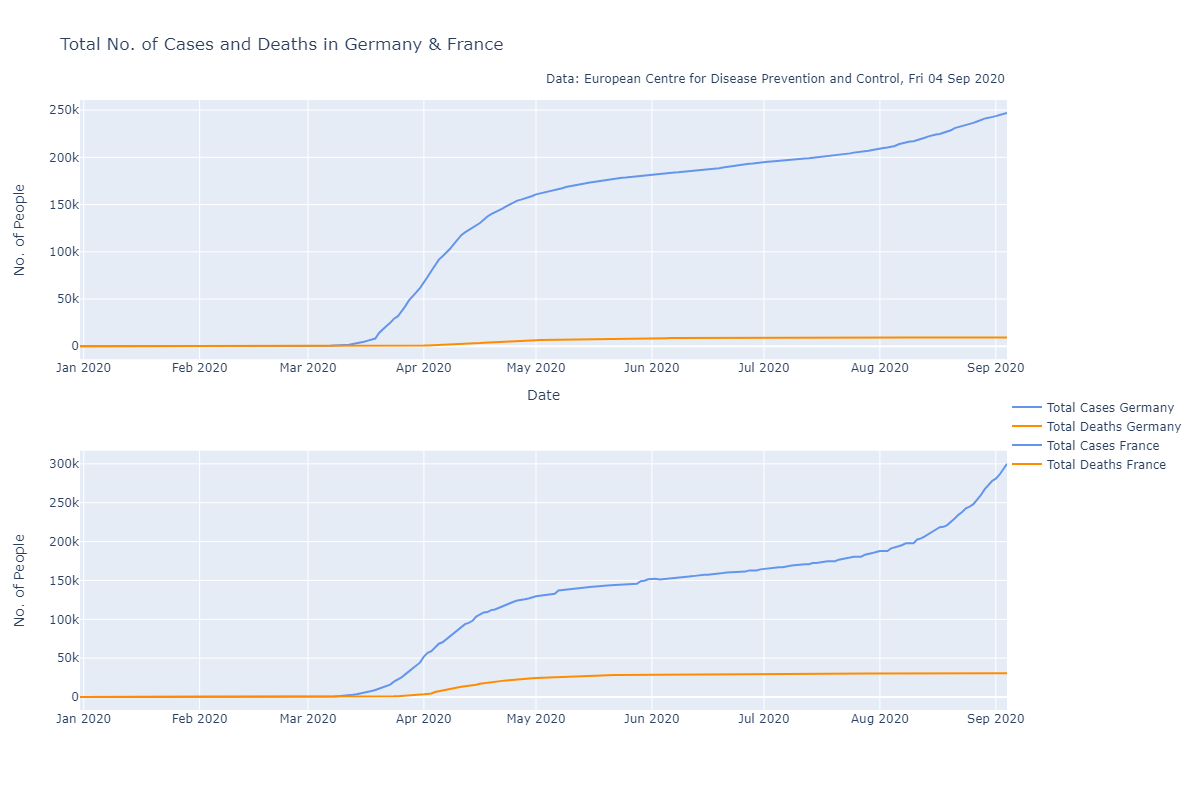 Total No. of Cases and Deaths in Germany & France
Data: European Centre for Disease Prevention and Control, Fri 04 Sep 2020
No. of People
250k
200k
150k
100k
50k
0
Jan 2020 Feb 2020 Mar 2020 Apr 2020 May 2020 Jun 2020 Jul 2020 Aug 2020 Sep 2020
Date
Total Cases Germany
Total Deaths Germany
Total Cases France
Total Deaths France
No. of People
300k
250k
200k
150k
100k
50k
0
Jan 2020 Feb 2020 Mar 2020 Apr 2020 May 2020 Jun 2020 Jul 2020 Aug 2020 Sep 2020